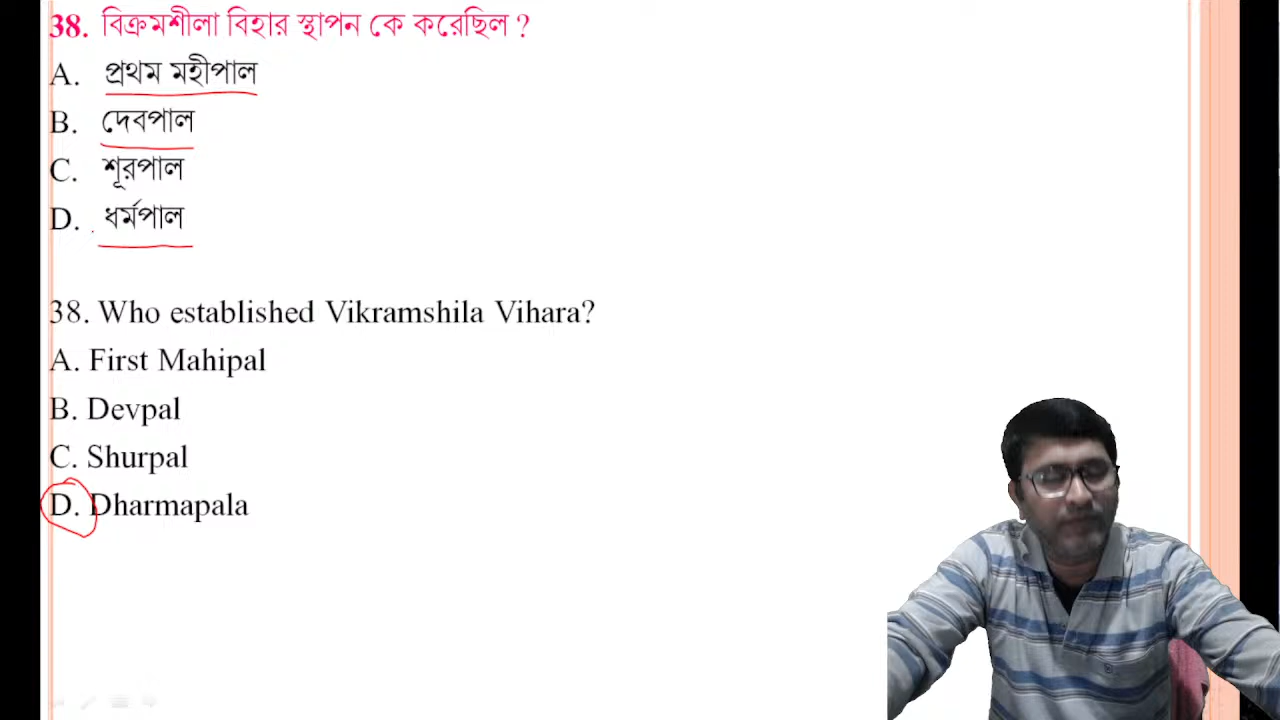 38. বিক্রমশীলা বিহার স্থাপন কে করেছিল ?
A. প্রথম মহীপাল
B. দেবপাল
C. শূরপাল
D. ধর্মপাল
38. Who established Vikramshila Vihara?
A. First Mahipal
B. Devpal
C. Shurpal
D. Dharmapala